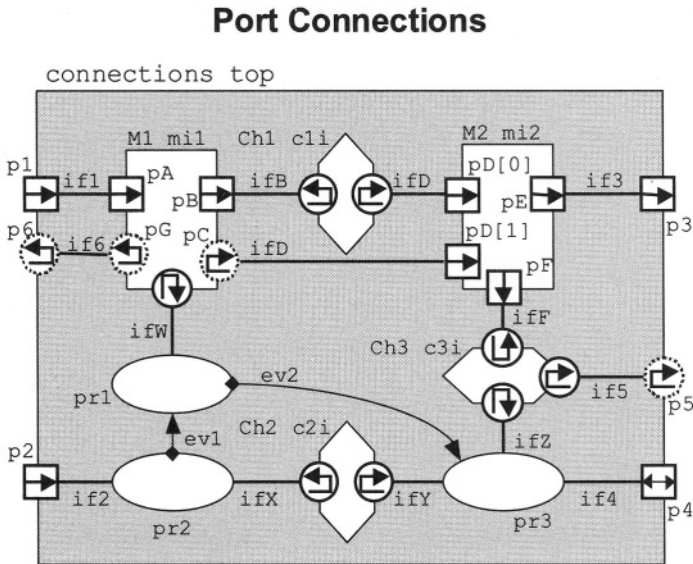 Port Connections
connections top
M1 mi1
Ch1 c1i
M2 mi2
p1
if1
pA
pB
ifB
ifD
pD[0]
pE
if3
p3
p6
if6
pG
pC
ifD
pD[1]
pF
ifW
ifF
Ch3 c3i
pr1
ev2
if5
p5
ev1
Ch2 c2i
ifZ
p2
if2
pr2
ifX
ifY
pr3
if4
p4